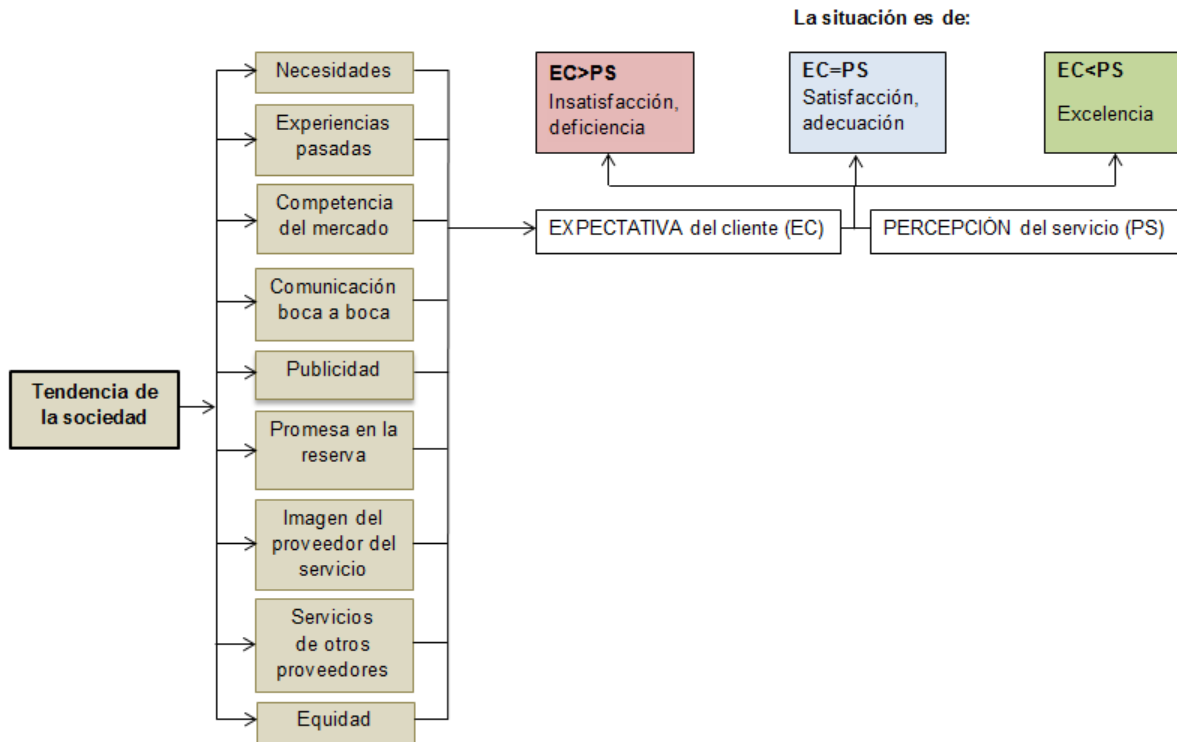 La situación es de:
EC>PS
Insatisfacción,
deficiencia
EC=PS
Satisfacción,
adecuación
EC<PS
Excelencia
EXPECTATIVA del cliente (EC)
PERCEPCIÓN del servicio (PS)
Tendencia de
la sociedad
Necesidades
Experiencias
pasadas
Competencia
del mercado
Comunicación
boca a boca
Publicidad
Promesa en la
reserva
Imagen del
proveedor del
servicio
Servicios
de otros
proveedores
Equidad